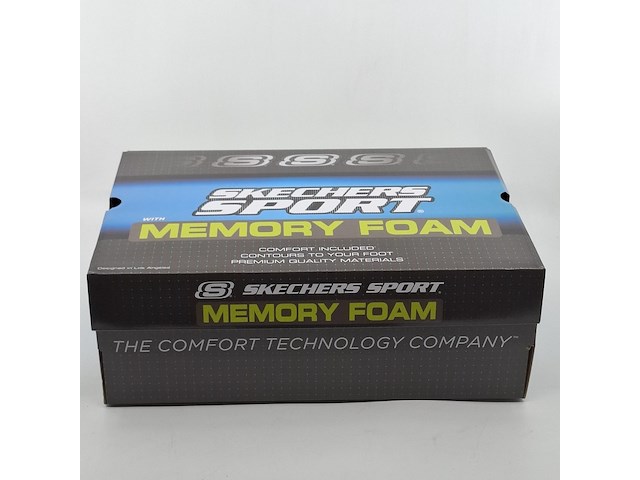 SKECHERS
SPORT®
WITH MEMORY FOAM
COMFORT INCLUDED
CONTOURS TO YOUR FOOT
PREMIUM QUALITY MATERIALS
Designed in Los Angeles
S SKECHERS SPORT
MEMORY FOAM
THE COMFORT TECHNOLOGY COMPANY™